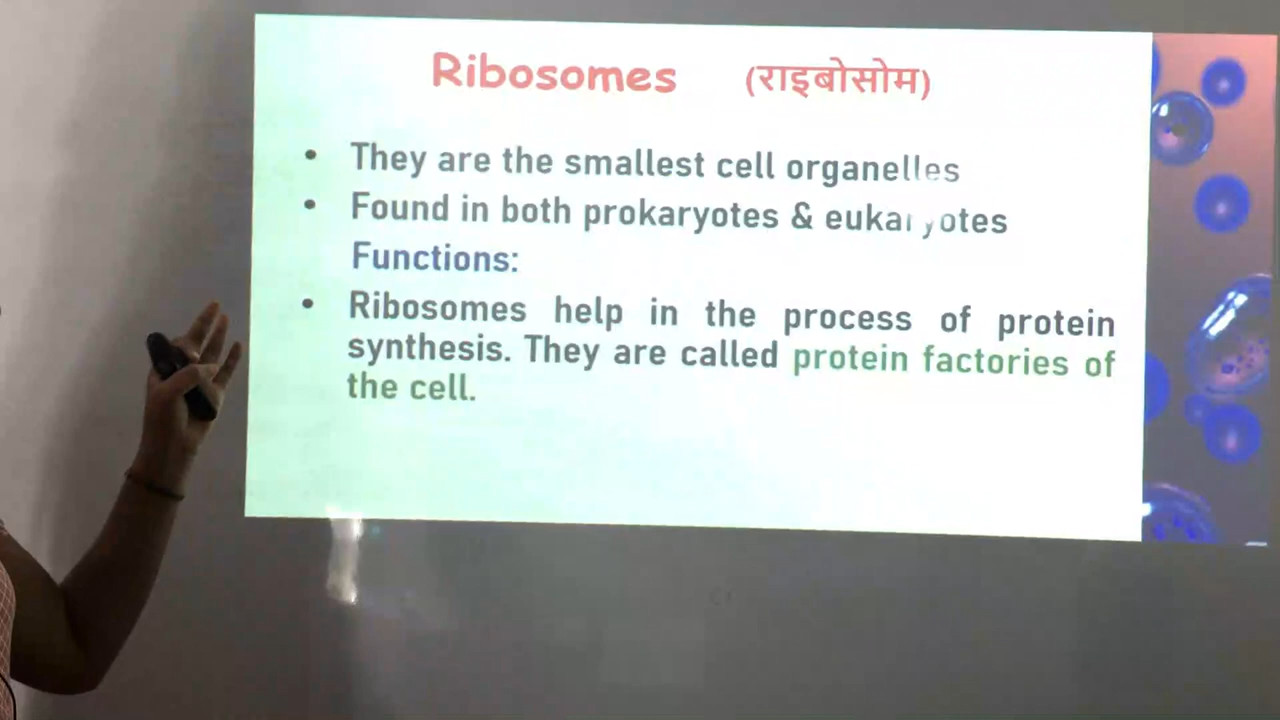 Ribosomes (राइबोसोम)
• They are the smallest cell organelles
• Found in both prokaryotes & eukaryotes
Functions:
• Ribosomes help in the process of protein
synthesis. They are called protein factories of
the cell.